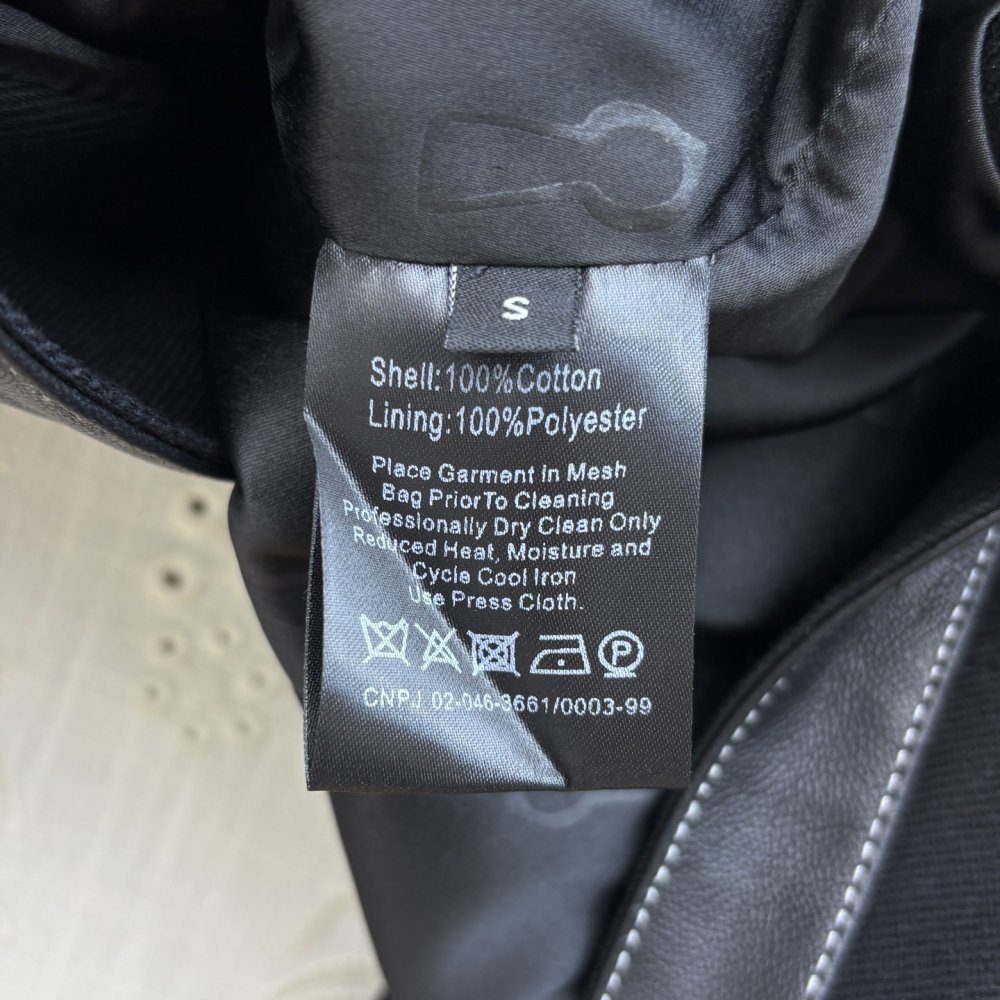 S
Shell:100%Cotton
Lining:100%Polyester
Place Garment In Mesh
Bag PriorTo Cleaning
Professionally Dry Clean Only
Reduced Heat, Moisture and
Cycle Cool Iron
Use Press Cloth.
P
CNPJ 02-046-3661/0003-99